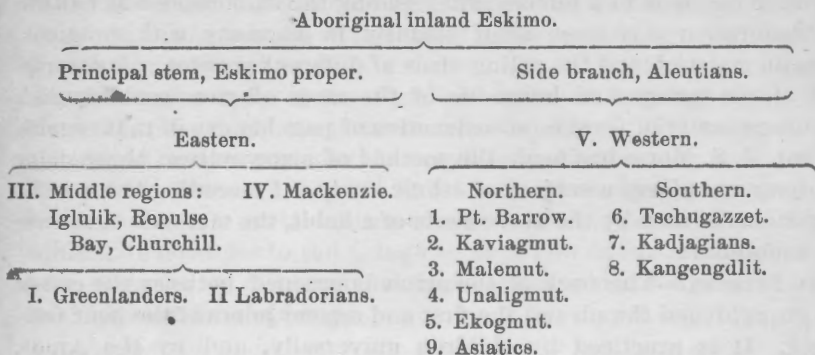 Aboriginal inland Eskimo.
Principal stem, Eskimo proper. Side branch, Aleutians.
Eastern. V. Western.
III. Middle regions: IV. Mackenzie. Northern. Southern.
Iglulik, Repulse 1. Pt. Barrow. 6. Tschugazzet.
Bay, Churchill. 2. Kaviagmut. 7. Kadjagians.
3. Malemut. 8. Kangengdlit.
I. Greenlanders. II Labradorians. 4. Unaligmut.
5. Ekogmut.
9. Asiatics.